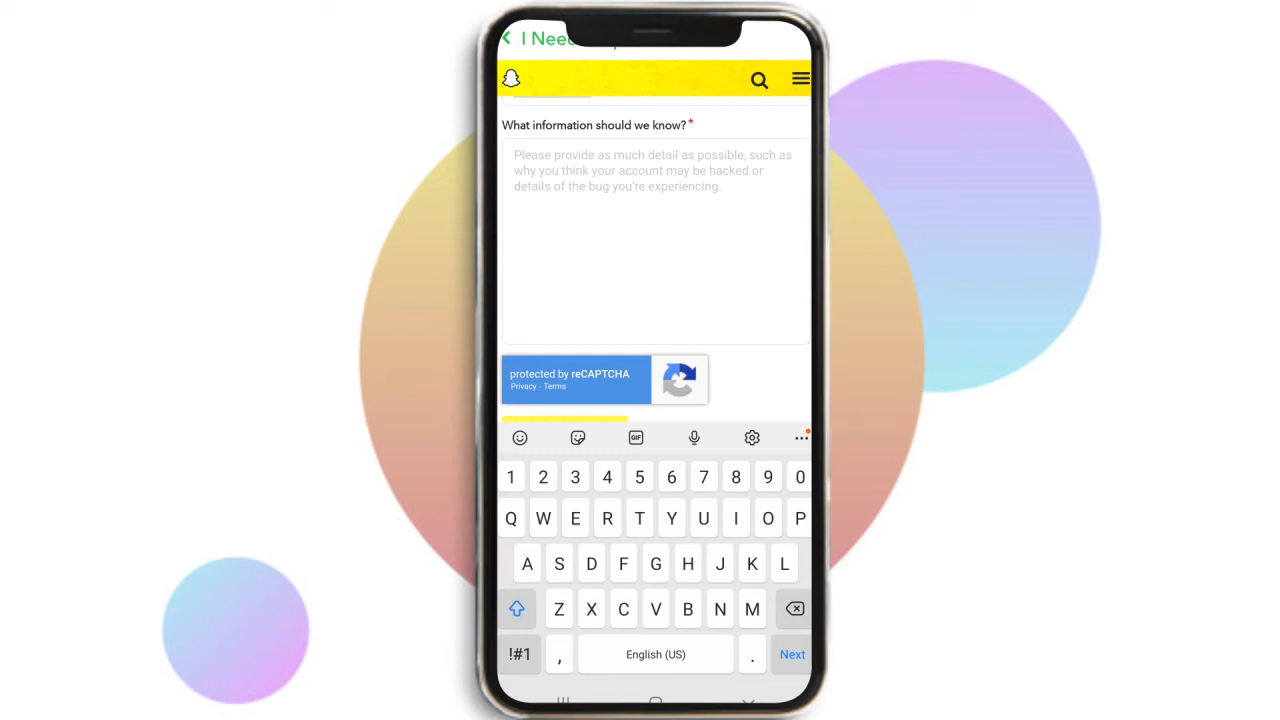 I Nee
What information should we know? *
Please provide as much detail as possible, such as
why you think your account may be hacked or
details of the bug you're experiencing.
protected by reCAPTCHA
Privacy - Terms
GIF
1 2 3 4 5 6 7 8 9 0
Q W E R T Y U I O P
A S D F G H J K L
Z X C V B N M
!#1 , English (US) . Next